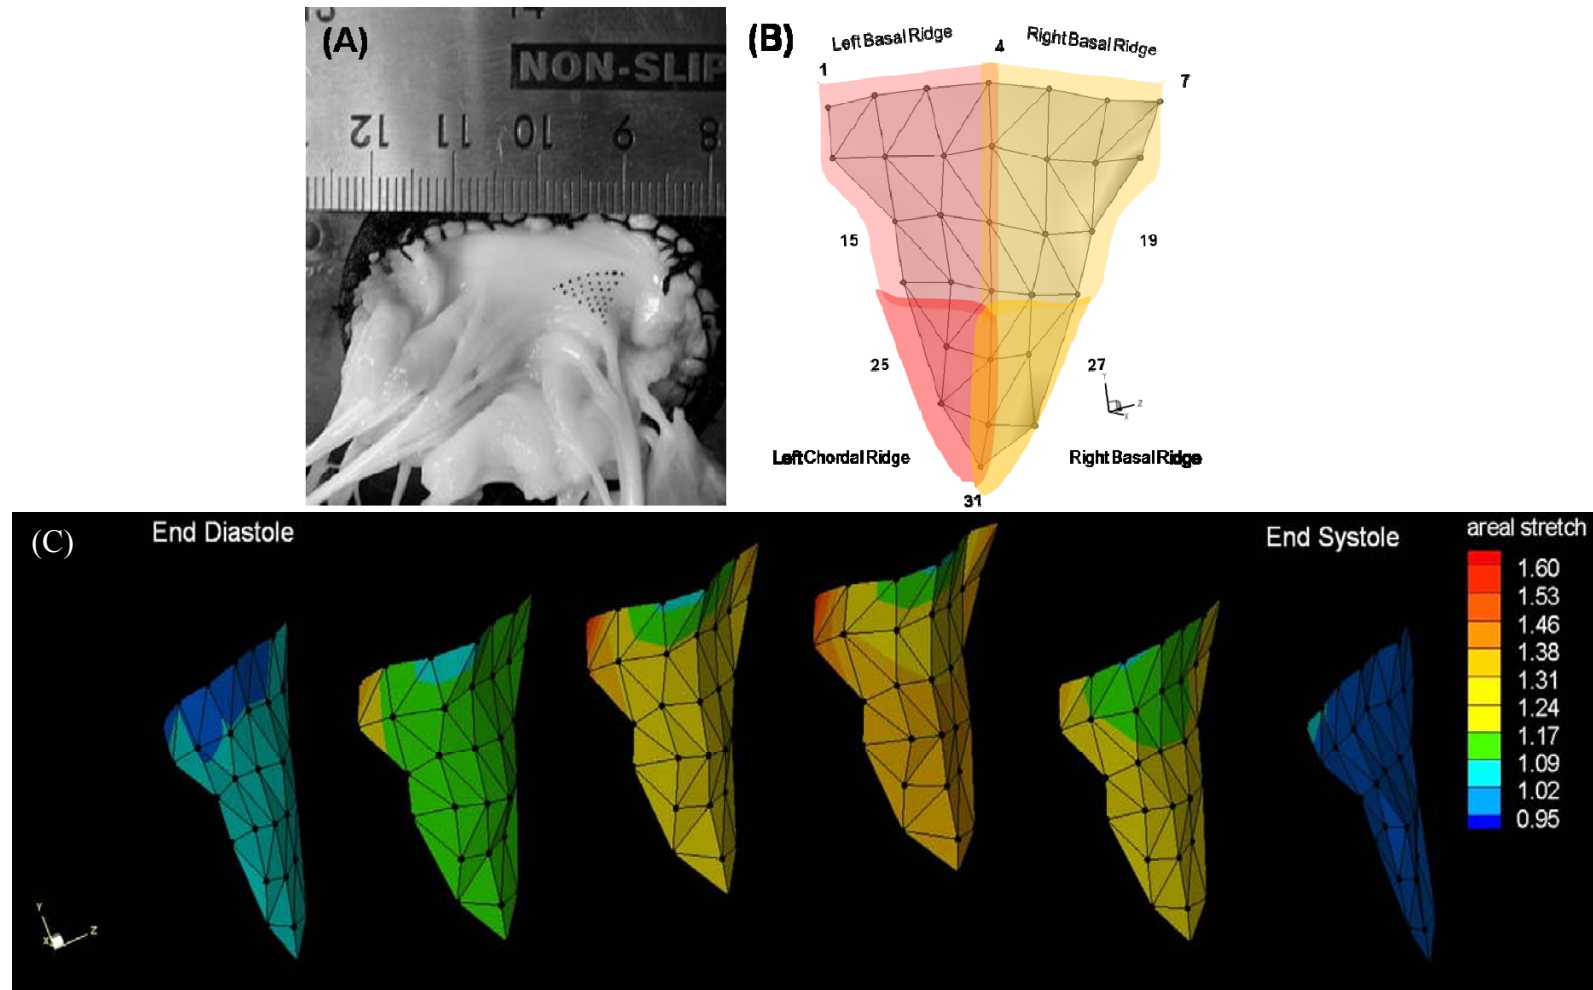 (A)
14
NON-SLIP
12 11 10 9 8
(B)
Left Basal Ridge
Right Basal Ridge
1
4
7
15
19
25
27
Y
Z
X
Left Chordal Ridge
Right Basal Ridge
31
(C)
End Diastole
End Systole
areal stretch
1.60
1.53
1.46
1.38
1.31
1.24
1.17
1.09
1.02
0.95
Y
X
Z